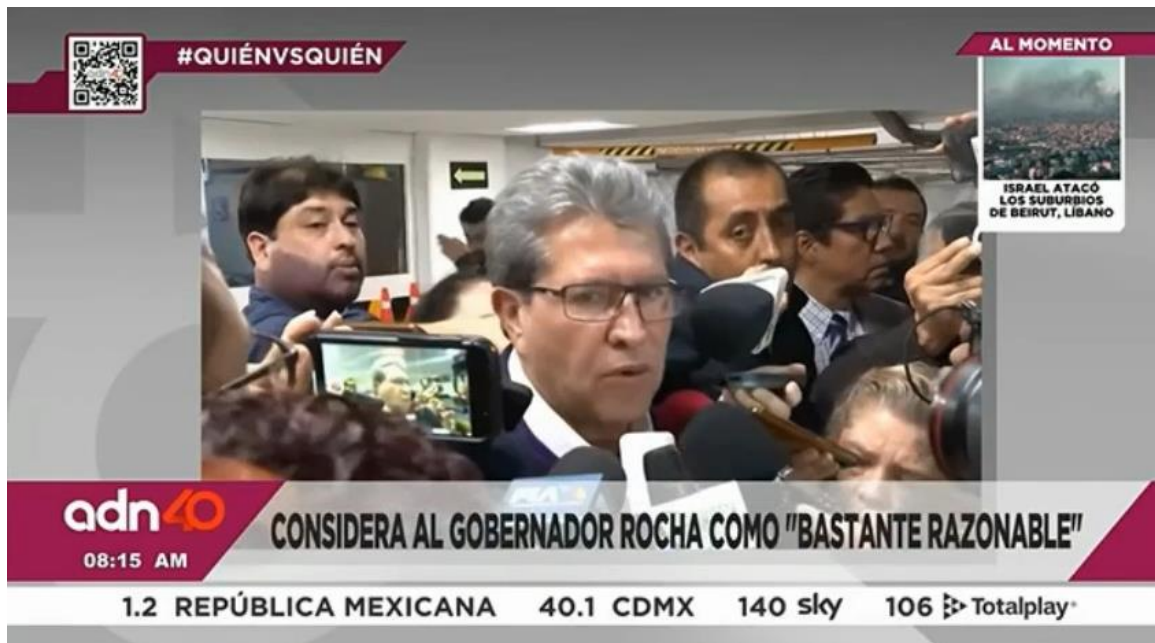 #QUIÉNVSQUIÉN
AL MOMENTO
ISRAEL ATACÓ
LOS SUBURBIOS
DE BEIRUT, LÍBANO
adn40
08:15 AM
CONSIDERA AL GOBERNADOR ROCHA COMO "BASTANTE RAZONABLE"
1.2 REPÚBLICA MEXICANA 40.1 CDMX 140 sky 106 Totalplay